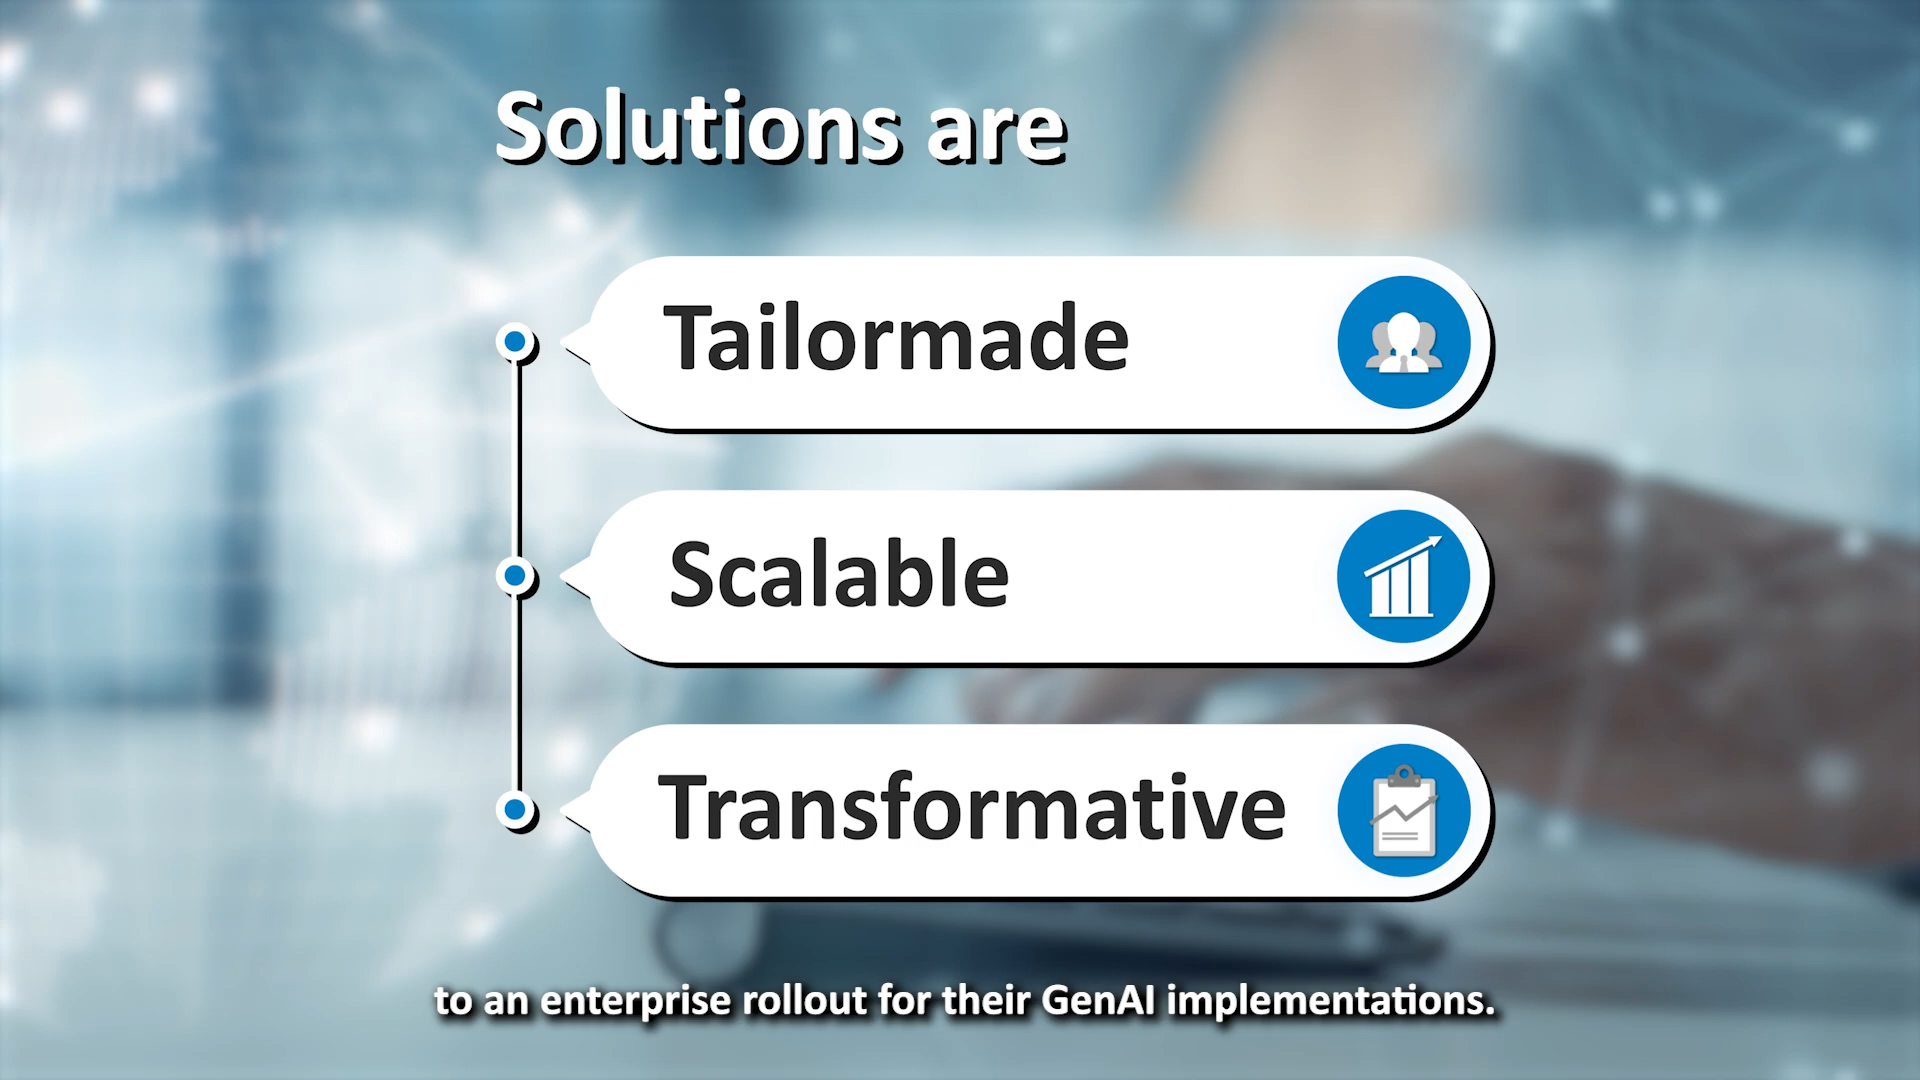 Solutions are
Tailormade
Scalable
Transformative
to an enterprise rollout for their GenAI implementations.